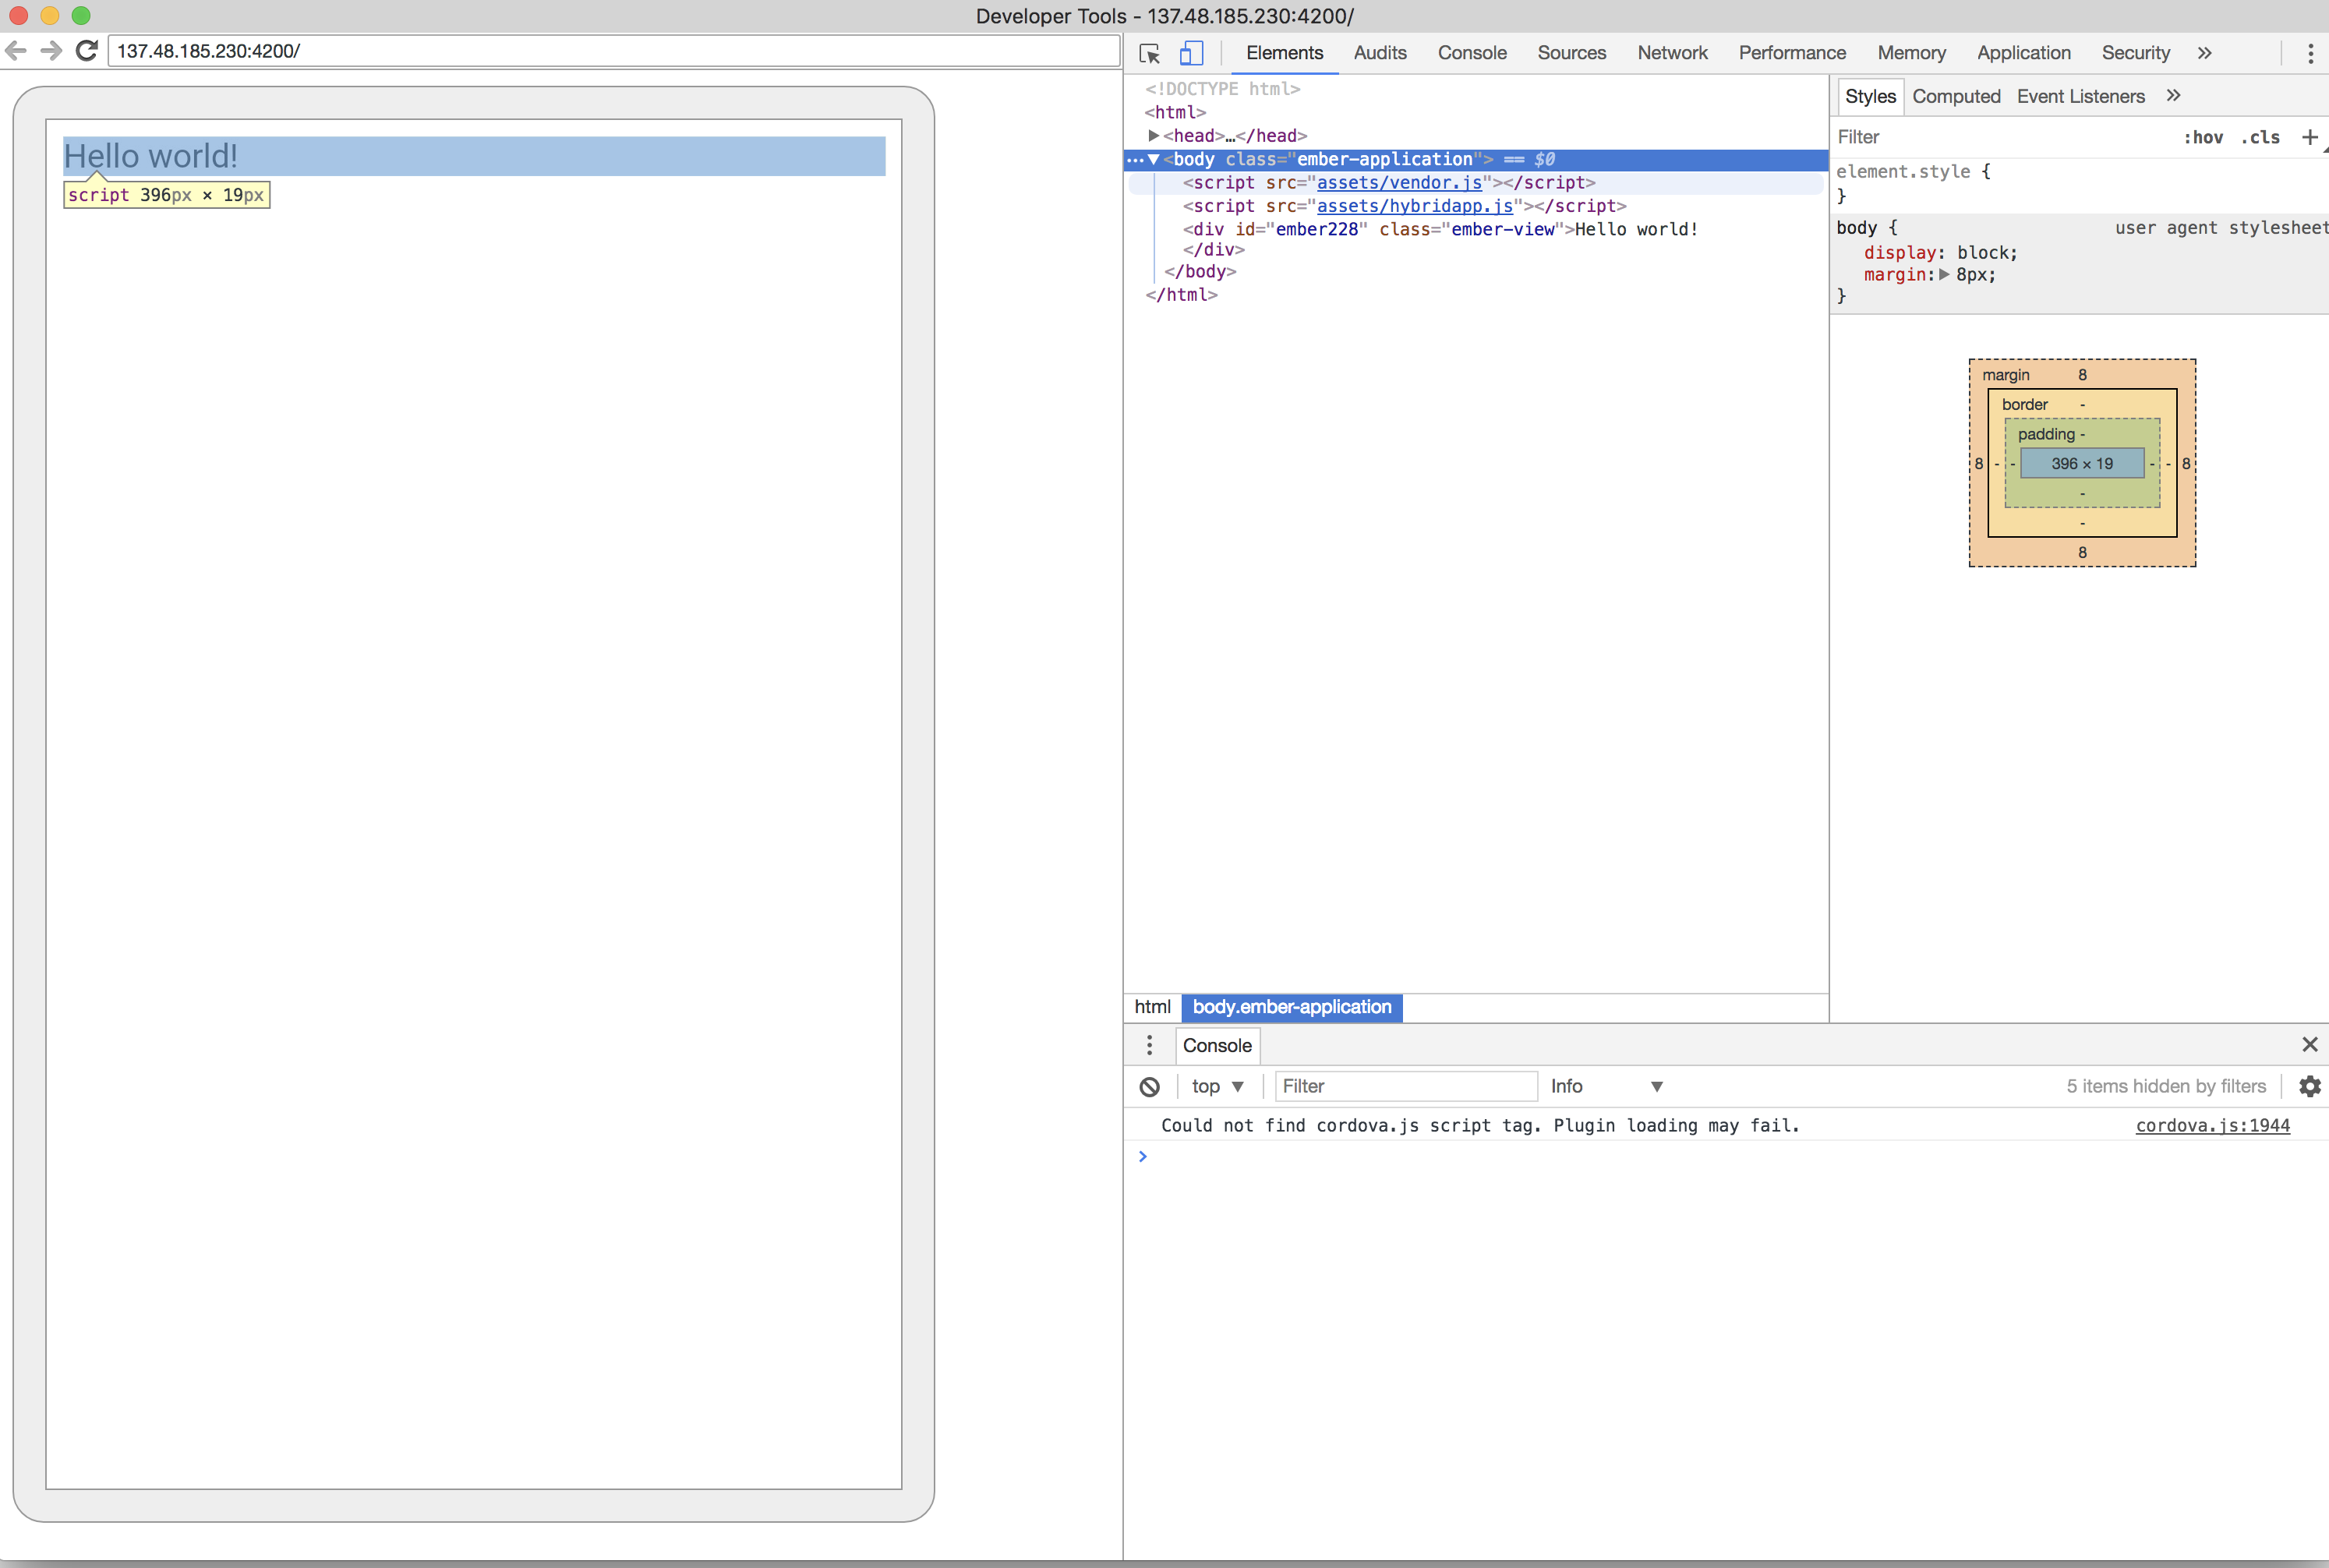 Developer Tools - 137.48.185.230:4200/
137.48.185.230:4200/
Hello world!
script 396px × 19px
Elements Audits Console Sources Network Performance Memory Application Security »
<!DOCTYPE html>
<html>
▶<head>…</head>
…▼<body class="ember-application"> == $0
<script src="assets/vendor.js"></script>
<script src="assets/hybridapp.js"></script>
<div id="ember228" class="ember-view">Hello world!
</div>
</body>
</html>
html body.ember-application
Styles Computed Event Listeners »
Filter :hov .cls +
element.style {
}
body { user agent stylesheet
display: block;
margin:▶8px;
}
margin 8
border -
padding -
8 - - 396 × 19 - - 8
-
-
8
Console
top ▼ Filter Info ▼ 5 items hidden by filters
Could not find cordova.js script tag. Plugin loading may fail. cordova.js:1944
>